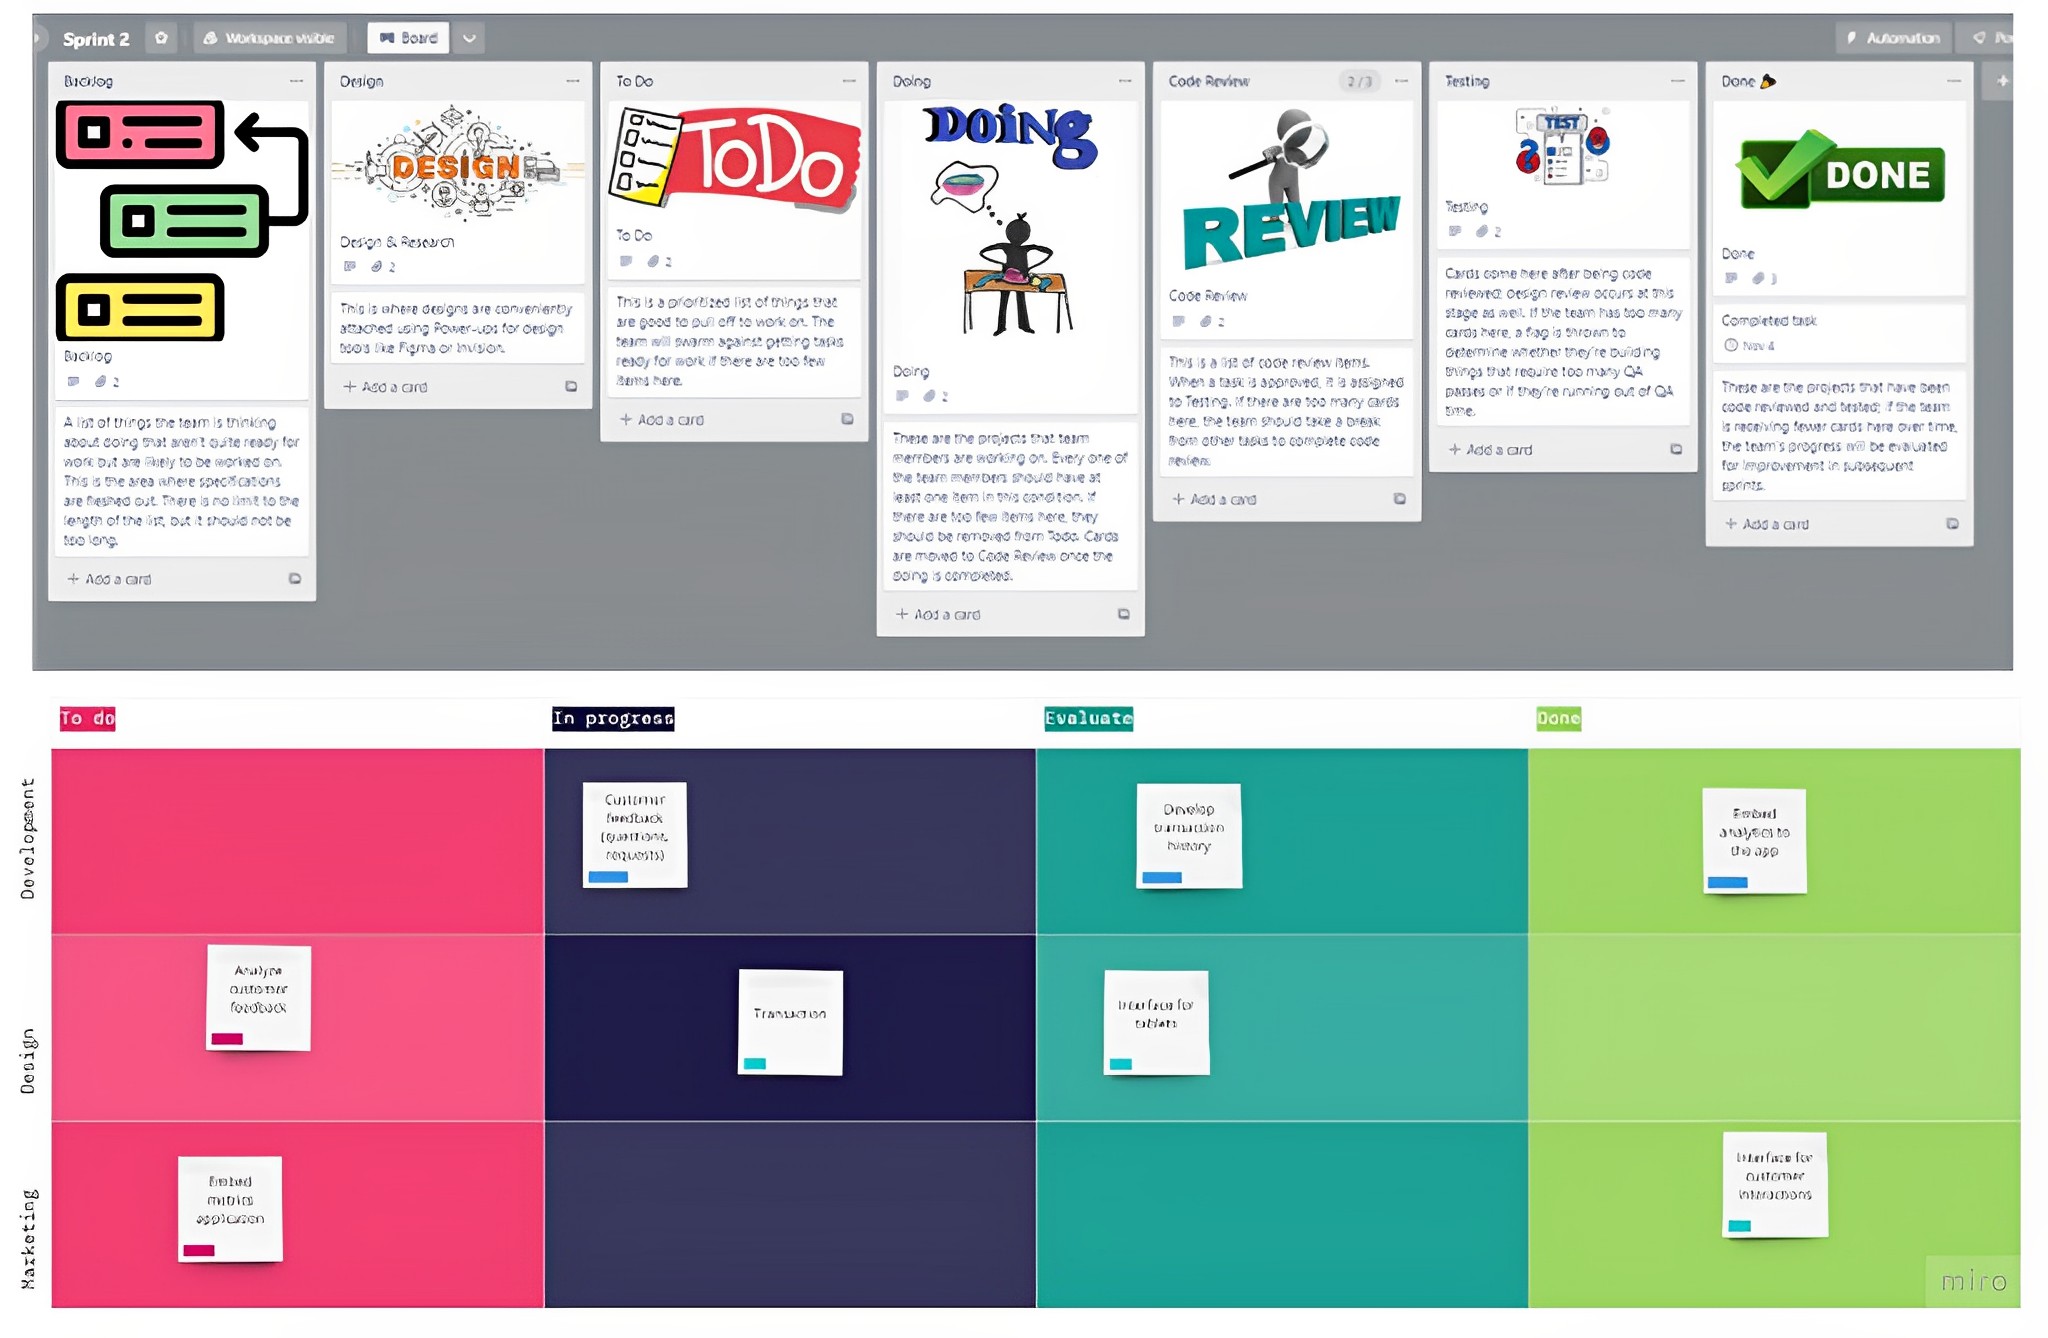 Sprint 2
Workspace visible
Board
Automation
Backlog
Backlog
2
A list of things the team is thinking
about doing that aren't quite ready for
work but are likely to be worked on.
This is the area where specifications
are fleshed out. There is no limit to the
length of the list, but it should not be
too long.
+ Add a card
Design
DESIGN
Design & Research
2
This is where designs are conveniently
attached using Power-ups for design
tools like Figma or Invision.
+ Add a card
To Do
ToDo
To Do
2
This is a prioritized list of things that
are good to pull off to work on. The
team will swarm against getting tasks
ready for work if there are too few
items here.
+ Add a card
Doing
DOiNg
Doing
2
These are the projects that team
members are working on. Every one of
the team members should have at
least one item in this condition. If
there are too few items here, they
should be removed from Todo. Cards
are moved to Code Review once the
doing is completed.
+ Add a card
Code Review
2/3
REVIEW
Code Review
2
This is a list of code review items.
When a task is approved, it is assigned
to Testing. If there are too many cards
here, the team should take a break
from other tasks to complete code
review.
+ Add a card
Testing
TEST
?
Testing
2
Cards come here after being code
reviewed; design review occurs at this
stage as well. If the team has too many
cards here, a flag is thrown to
determine whether they're building
things that require too many QA
passes or if they're running out of QA
time.
+ Add a card
Done
DONE
Done
3
Completed task
Nov 4
These are the projects that have been
code reviewed and tested; if the team
is receiving fewer cards here over time,
the team's progress will be evaluated
for improvement in subsequent
sprints.
+ Add a card
To do
In progress
Evaluate
Done
Development
Customer
feedback
(questions,
requests)
Develop
transaction
history
Embed
analytics to
the app
Design
Analyze
customer
feedback
Transaction
Interface for
tablets
Marketing
Embed
mobile
application
Interface for
customer
interactions
miro